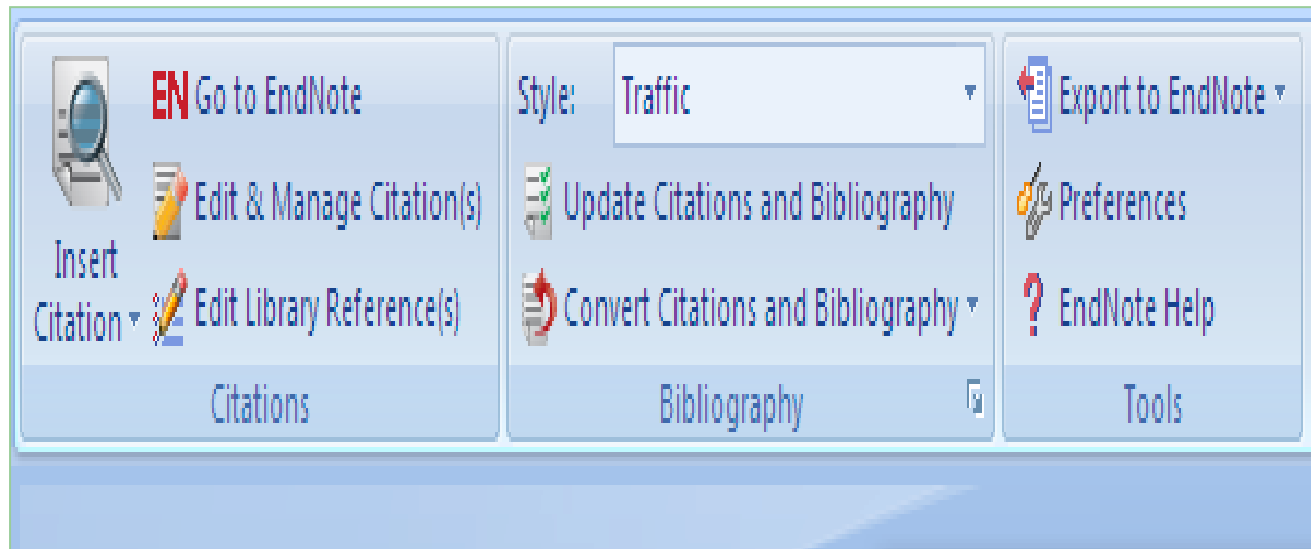 Insert
Citation
EN Go to EndNote
Edit & Manage Citation(s)
Edit Library Reference(s)
Citations
Style: Traffic
Update Citations and Bibliography
Convert Citations and Bibliography
Bibliography
Export to EndNote
Preferences
? EndNote Help
Tools